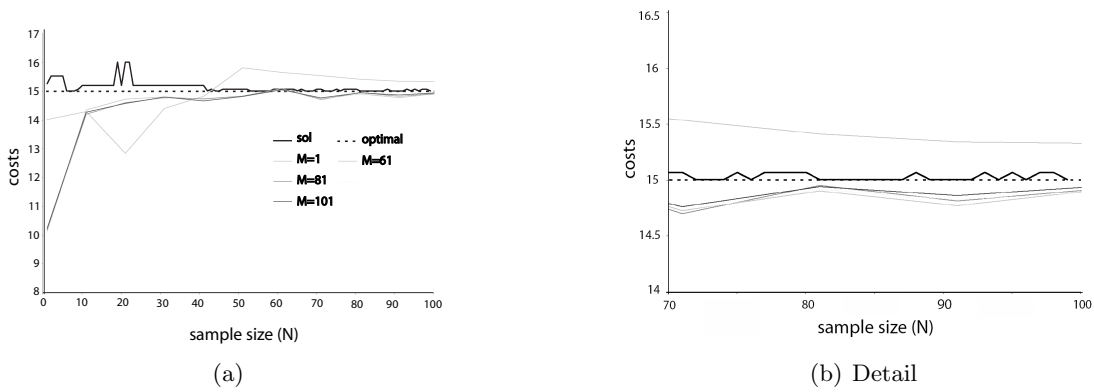 17
16
15
14
13
12
11
10
9
8
costs
0 10 20 30 40 50 60 70 80 90 100
sample size (N)
sol
optimal
M=1
M=61
M=81
M=101
(a)
16.5
16
15.5
15
14.5
14
costs
70 80 90 100
sample size (N)
(b) Detail